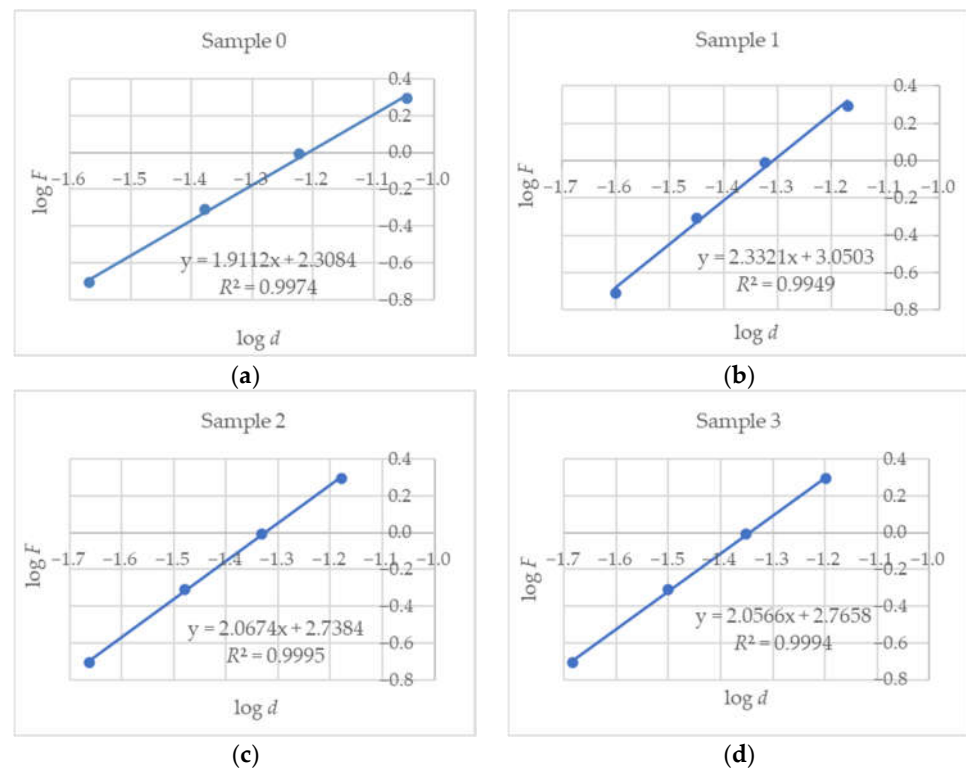 Sample 0
0.4
0.2
0.0
−1.6 −1.4 −1.3 −1.2 −1.1 −1.0
−0.2
−0.4
−0.6
−0.8
log F
y = 1.9112x + 2.3084
R² = 0.9974
log d
(a)
Sample 1
0.4
0.2
0.0
−1.7 −1.6 −1.5 −1.4 −1.3 −1.2 −1.1 −1.0
−0.2
−0.4
−0.6
−0.8
log F
y = 2.3321x + 3.0503
R² = 0.9949
log d
(b)
Sample 2
0.4
0.2
0.0
−1.7 −1.6 −1.5 −1.4 −1.3 −1.2 −1.1 −1.0
−0.2
−0.4
−0.6
−0.8
log F
y = 2.0674x + 2.7384
R² = 0.9995
log d
(c)
Sample 3
0.4
0.2
0.0
−1.7 −1.6 −1.5 −1.4 −1.3 −1.2 −1.1 −1.0
−0.2
−0.4
−0.6
−0.8
log F
y = 2.0566x + 2.7658
R² = 0.9994
log d
(d)